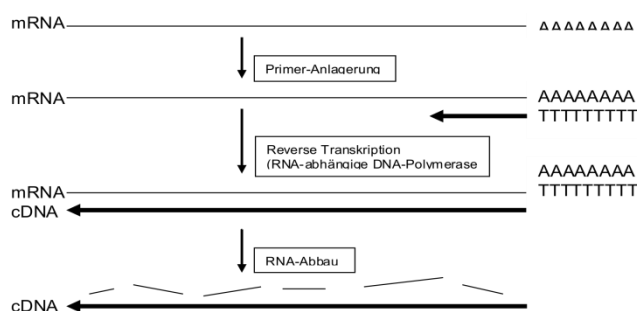 mRNA AAAAAAAA
Primer-Anlagerung
mRNA AAAAAAAA
TTTTTTTTT
Reverse Transkription
(RNA-abhängige DNA-Polymerase
AAAAAAAA
mRNA TTTTTTTTT
cDNA
RNA-Abbau
cDNA